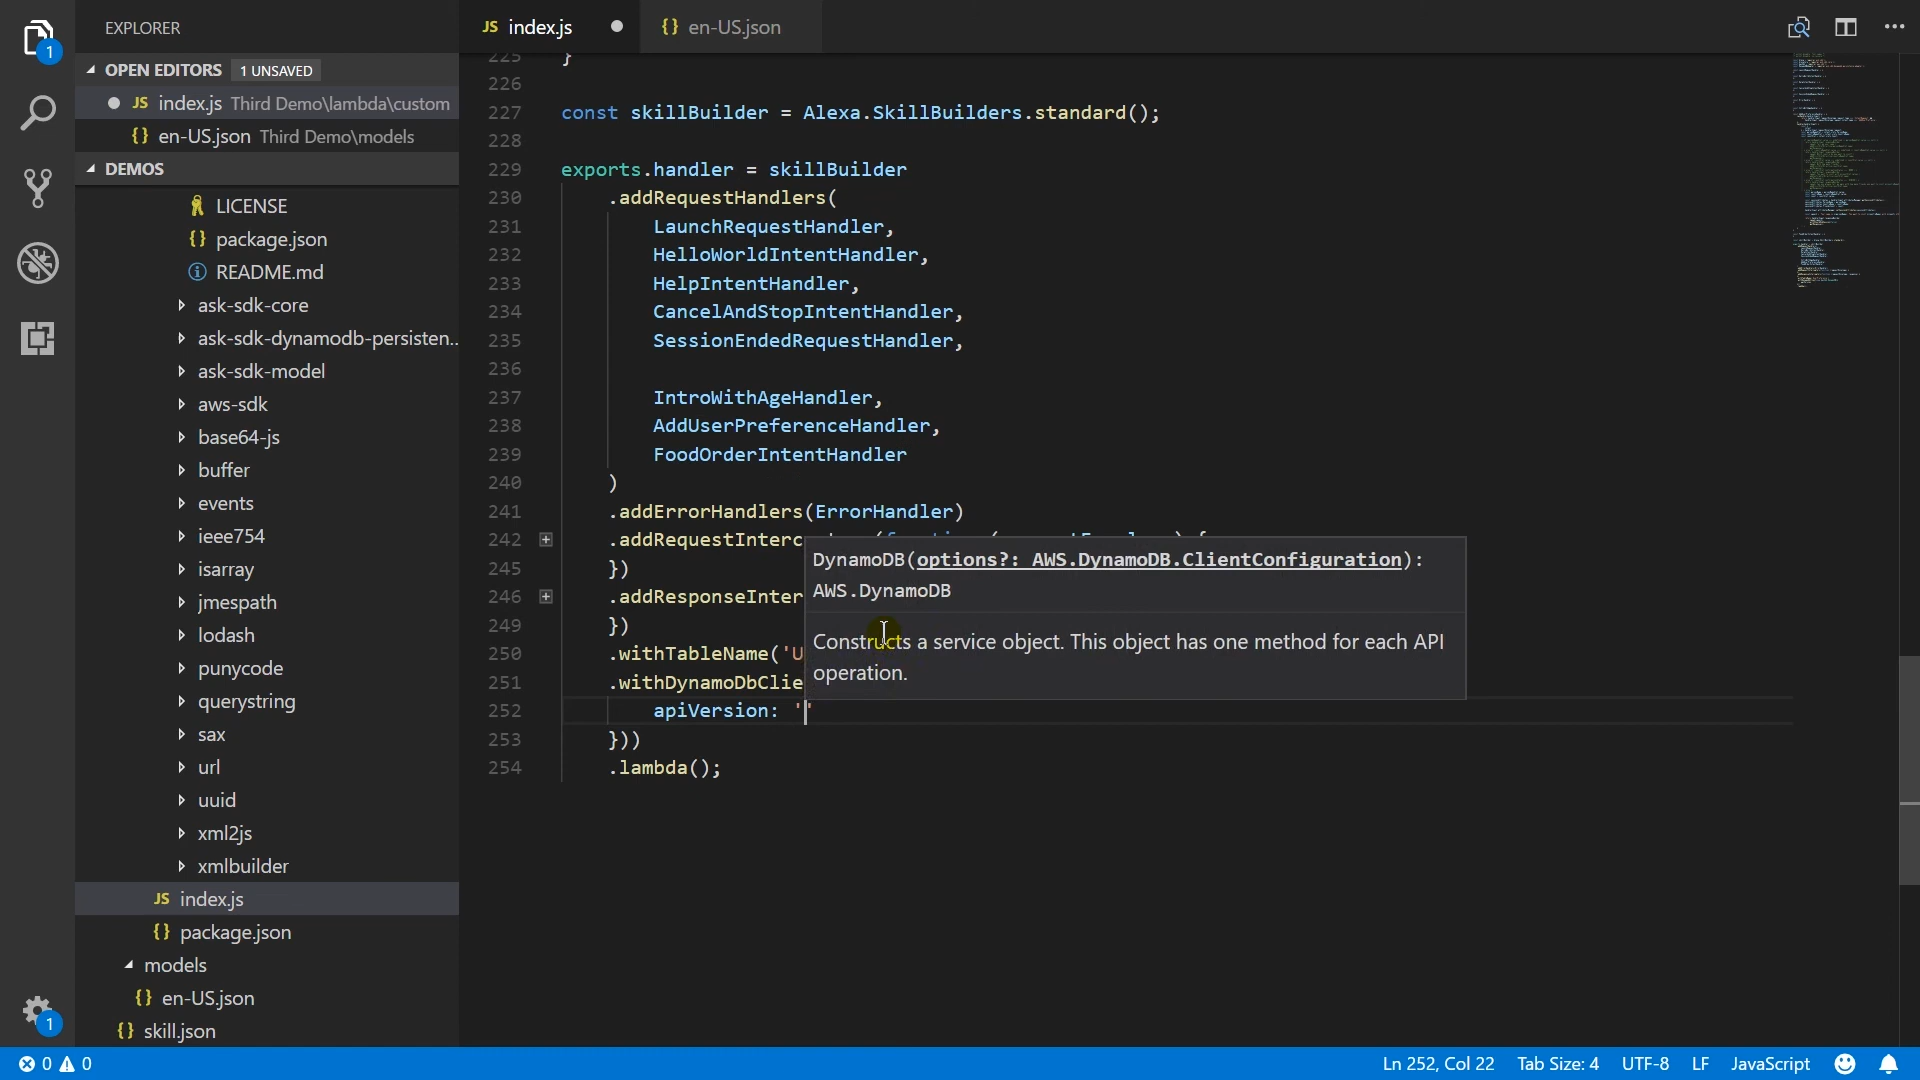 EXPLORER
OPEN EDITORS 1 UNSAVED
JS index.js Third Demo\lambda\custom
{} en-US.json Third Demo\models
DEMOS
LICENSE
{} package.json
README.md
ask-sdk-core
ask-sdk-dynamodb-persisten..
ask-sdk-model
aws-sdk
base64-js
buffer
events
ieee754
isarray
jmespath
lodash
punycode
querystring
sax
url
uuid
xml2js
xmlbuilder
JS index.js
{} package.json
models
{} en-US.json
{} skill.json
1
1
JS index.js
{} en-US.json
225 }
226
227 const skillBuilder = Alexa.SkillBuilders.standard();
228
229 exports.handler = skillBuilder
230 .addRequestHandlers(
231 LaunchRequestHandler,
232 HelloWorldIntentHandler,
233 HelpIntentHandler,
234 CancelAndStopIntentHandler,
235 SessionEndedRequestHandler,
236
237 IntroWithAgeHandler,
238 AddUserPreferenceHandler,
239 FoodOrderIntentHandler
240 )
241 .addErrorHandlers(ErrorHandler)
242 .addRequestInterc
245 })
246 .addResponseInter
249 })
250 .withTableName('U
251 .withDynamoDbClie
252 apiVersion: ''
253 }))
254 .lambda();
DynamoDB(options?: AWS.DynamoDB.ClientConfiguration):
AWS.DynamoDB
Constructs a service object. This object has one method for each API
operation.
0 0
Ln 252, Col 22 Tab Size: 4 UTF-8 LF JavaScript